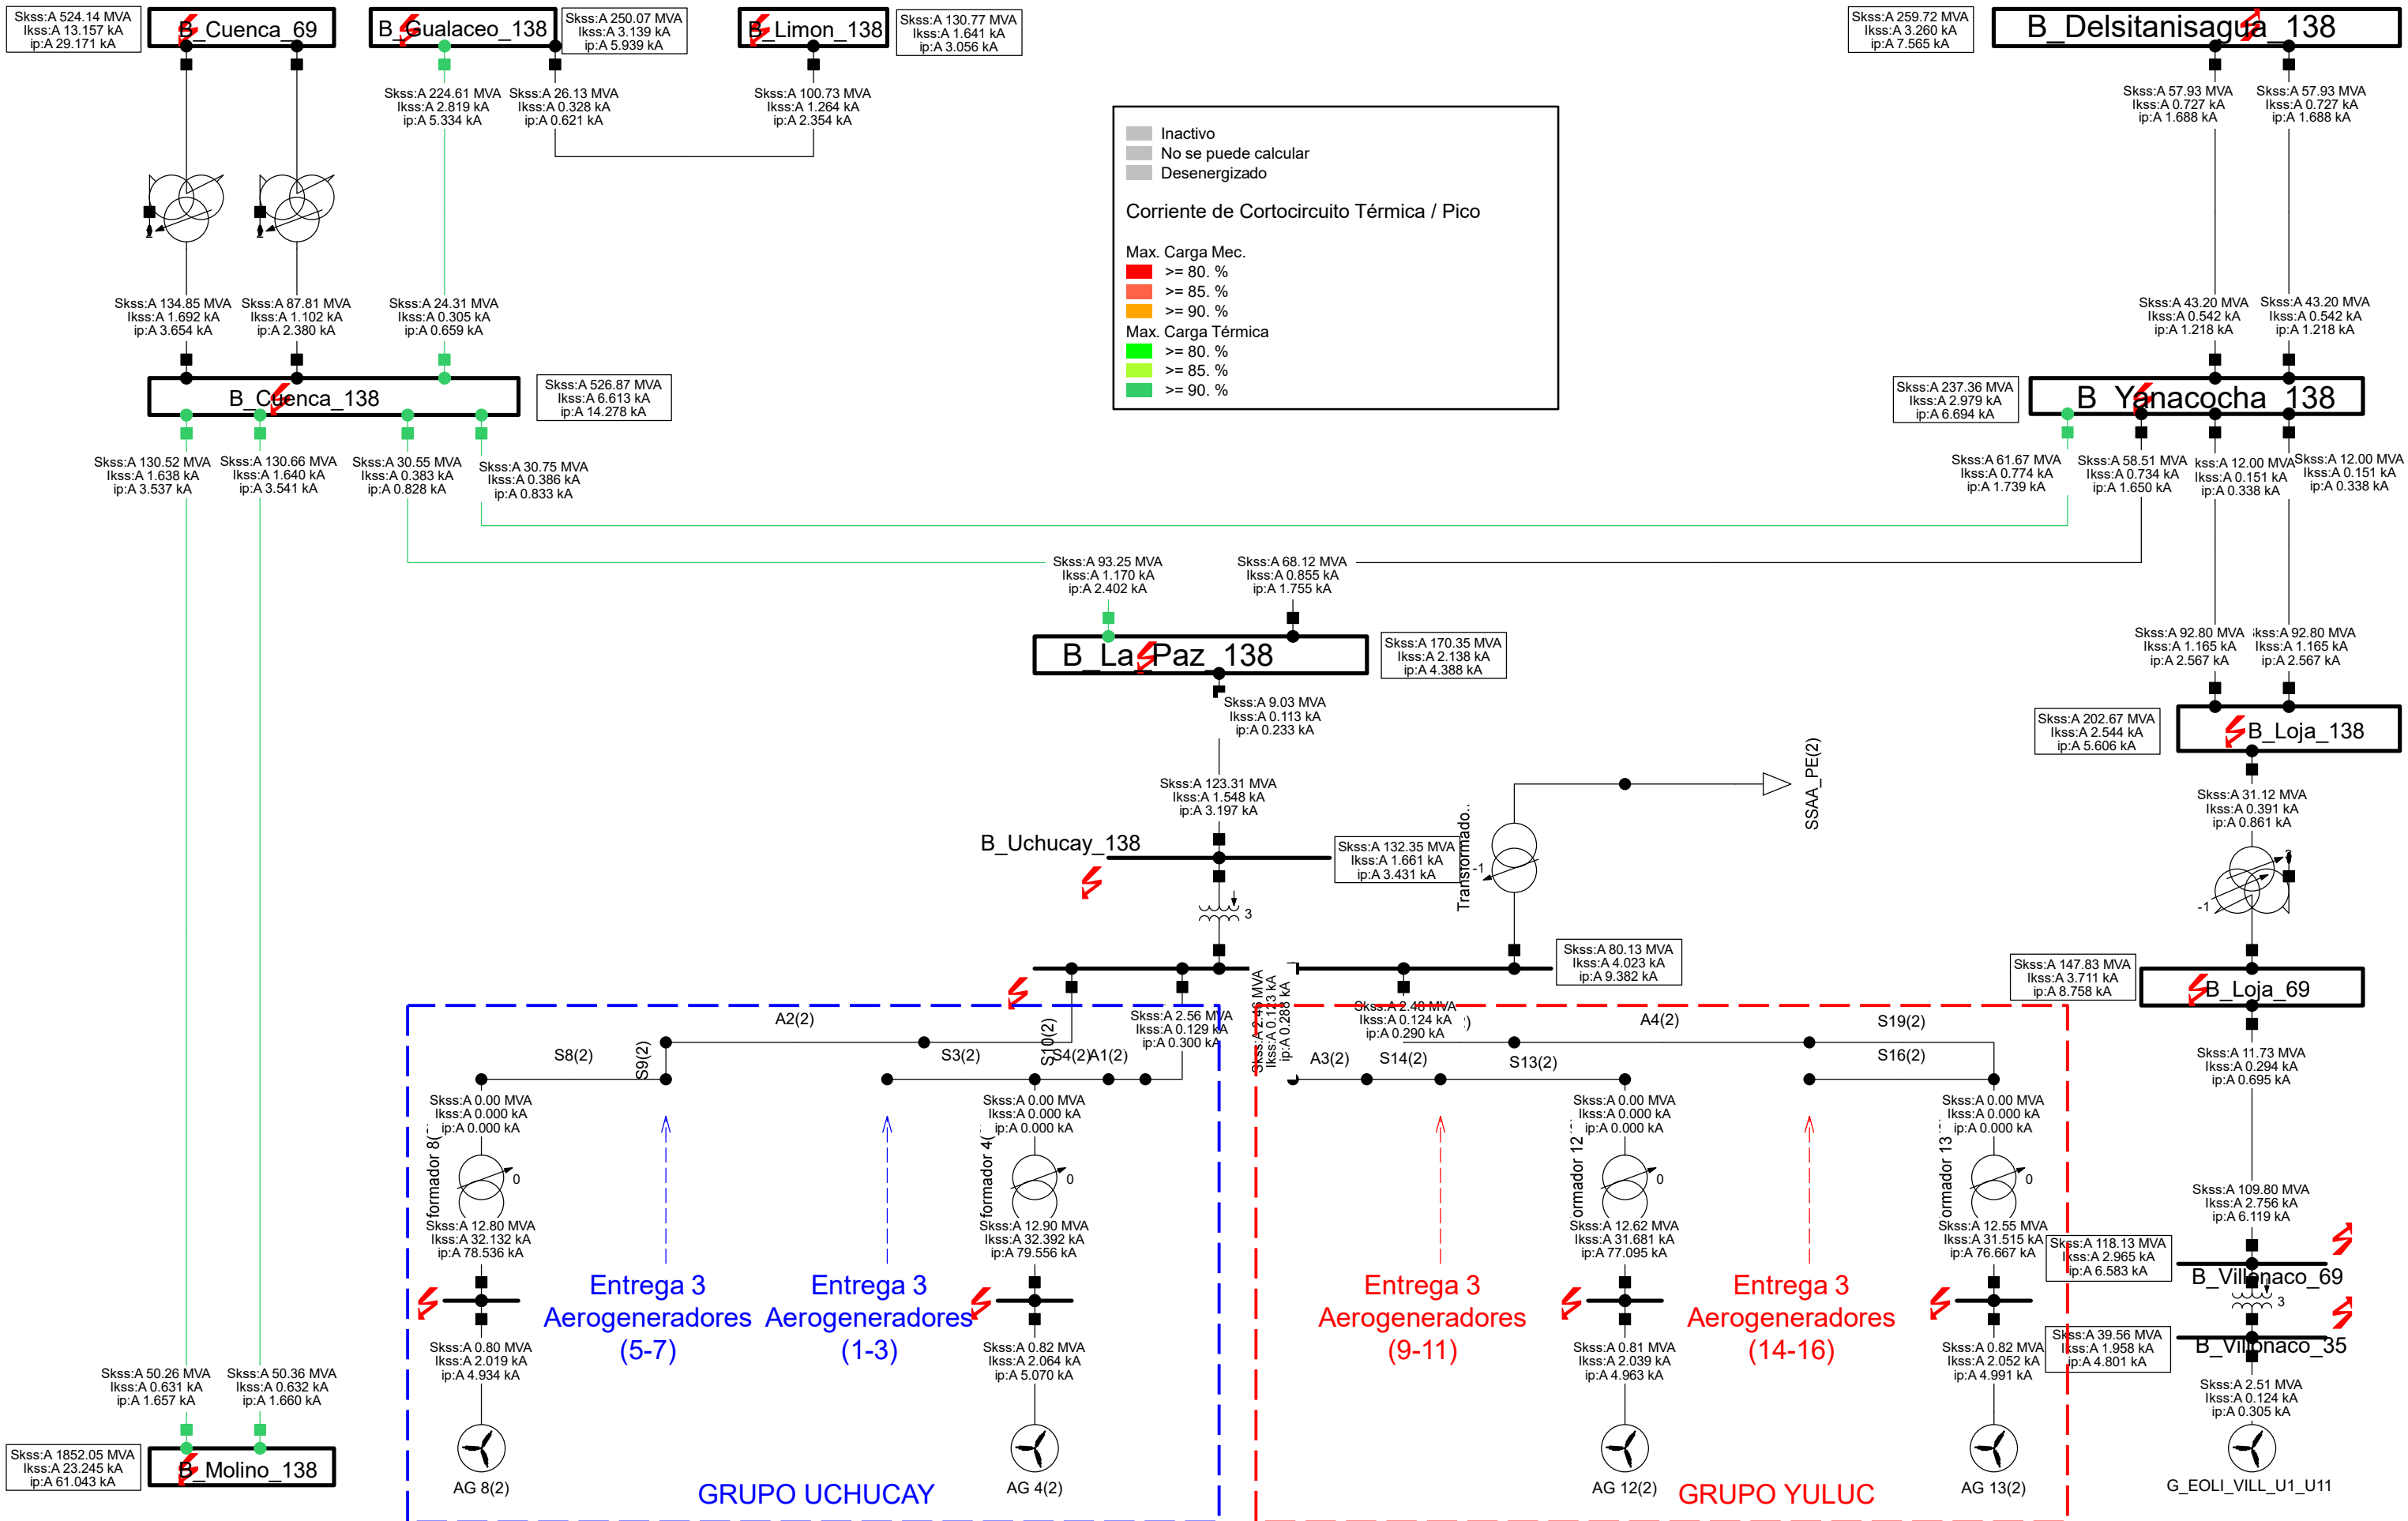 Skss:A 524.14 MVA
Ikss:A 13.157 kA
ip:A 29.171 kA
B_Cuenca_69
B_Gualaceo_138
Skss:A 250.07 MVA
Ikss:A 3.139 kA
ip:A 5.939 kA
B_Limon_138
Skss:A 130.77 MVA
Ikss:A 1.641 kA
ip:A 3.056 kA
Skss:A 259.72 MVA
Ikss:A 3.260 kA
ip:A 7.565 kA
B_Delsitanisagua_138
Skss:A 224.61 MVA
Ikss:A 2.819 kA
ip:A 5.334 kA
Skss:A 26.13 MVA
Ikss:A 0.328 kA
ip:A 0.621 kA
Skss:A 100.73 MVA
Ikss:A 1.264 kA
ip:A 2.354 kA
Skss:A 57.93 MVA
Ikss:A 0.727 kA
ip:A 1.688 kA
Skss:A 57.93 MVA
Ikss:A 0.727 kA
ip:A 1.688 kA
Inactivo
No se puede calcular
Desenergizado
Corriente de Cortocircuito Térmica / Pico
Max. Carga Mec.
>= 80. %
>= 85. %
>= 90. %
Max. Carga Térmica
>= 80. %
>= 85. %
>= 90. %
Skss:A 134.85 MVA
Ikss:A 1.692 kA
ip:A 3.654 kA
Skss:A 87.81 MVA
Ikss:A 1.102 kA
ip:A 2.380 kA
Skss:A 24.31 MVA
Ikss:A 0.305 kA
ip:A 0.659 kA
Skss:A 43.20 MVA
Ikss:A 0.542 kA
ip:A 1.218 kA
Skss:A 43.20 MVA
Ikss:A 0.542 kA
ip:A 1.218 kA
B_Cuenca_138
Skss:A 526.87 MVA
Ikss:A 6.613 kA
ip:A 14.278 kA
Skss:A 237.36 MVA
Ikss:A 2.979 kA
ip:A 6.694 kA
B_Yanacocha_138
Skss:A 130.52 MVA
Ikss:A 1.638 kA
ip:A 3.537 kA
Skss:A 130.66 MVA
Ikss:A 1.640 kA
ip:A 3.541 kA
Skss:A 30.55 MVA
Ikss:A 0.383 kA
ip:A 0.828 kA
Skss:A 30.75 MVA
Ikss:A 0.386 kA
ip:A 0.833 kA
Skss:A 61.67 MVA
Ikss:A 0.774 kA
ip:A 1.739 kA
Skss:A 58.51 MVA
Ikss:A 0.734 kA
ip:A 1.650 kA
kss:A 12.00 MVA
Ikss:A 0.151 kA
ip:A 0.338 kA
Skss:A 12.00 MVA
Ikss:A 0.151 kA
ip:A 0.338 kA
Skss:A 93.25 MVA
Ikss:A 1.170 kA
ip:A 2.402 kA
Skss:A 68.12 MVA
Ikss:A 0.855 kA
ip:A 1.755 kA
B_La_Paz_138
Skss:A 170.35 MVA
Ikss:A 2.138 kA
ip:A 4.388 kA
Skss:A 92.80 MVA
Ikss:A 1.165 kA
ip:A 2.567 kA
kss:A 92.80 MVA
Ikss:A 1.165 kA
ip:A 2.567 kA
Skss:A 9.03 MVA
Ikss:A 0.113 kA
ip:A 0.233 kA
Skss:A 202.67 MVA
Ikss:A 2.544 kA
ip:A 5.606 kA
B_Loja_138
Skss:A 123.31 MVA
Ikss:A 1.548 kA
ip:A 3.197 kA
SSAA_PE(2)
Skss:A 31.12 MVA
Ikss:A 0.391 kA
ip:A 0.861 kA
B_Uchucay_138
Skss:A 132.35 MVA
Ikss:A 1.661 kA
ip:A 3.431 kA
Transformado..
-1
3
3
-1
Skss:A 80.13 MVA
Ikss:A 4.023 kA
ip:A 9.382 kA
Skss:A 147.83 MVA
Ikss:A 3.711 kA
ip:A 8.758 kA
B_Loja_69
Skss:A 2.56 MVA
Ikss:A 0.129 kA
ip:A 0.300 kA
Skss:A 2.45 MVA
Ikss:A 0.123 kA
ip:A 0.288 kA
Skss:A 2.48 MVA
Ikss:A 0.124 kA
ip:A 0.290 kA
A2(2)
S10(2)
A4(2)
S19(2)
S8(2)
S9(2)
S3(2)
S4(2)
A1(2)
A3(2)
S14(2)
S13(2)
S16(2)
Skss:A 11.73 MVA
Ikss:A 0.294 kA
ip:A 0.695 kA
Skss:A 0.00 MVA
Ikss:A 0.000 kA
ip:A 0.000 kA
Skss:A 0.00 MVA
Ikss:A 0.000 kA
ip:A 0.000 kA
Skss:A 0.00 MVA
Ikss:A 0.000 kA
ip:A 0.000 kA
Skss:A 0.00 MVA
Ikss:A 0.000 kA
ip:A 0.000 kA
formador 8(
0
formador 4(
0
ormador 12
0
ormador 13
0
Skss:A 12.80 MVA
Ikss:A 32.132 kA
ip:A 78.536 kA
Skss:A 12.90 MVA
Ikss:A 32.392 kA
ip:A 79.556 kA
Skss:A 12.62 MVA
Ikss:A 31.681 kA
ip:A 77.095 kA
Skss:A 12.55 MVA
Ikss:A 31.515 kA
ip:A 76.667 kA
Skss:A 109.80 MVA
Ikss:A 2.756 kA
ip:A 6.119 kA
Skss:A 118.13 MVA
Ikss:A 2.965 kA
ip:A 6.583 kA
B_Villonaco_69
3
Entrega 3
Aerogeneradores
(5-7)
Entrega 3
Aerogeneradores
(1-3)
Entrega 3
Aerogeneradores
(9-11)
Entrega 3
Aerogeneradores
(14-16)
Skss:A 39.56 MVA
Ikss:A 1.958 kA
ip:A 4.801 kA
B_Villonaco_35
Skss:A 0.80 MVA
Ikss:A 2.019 kA
ip:A 4.934 kA
Skss:A 0.82 MVA
Ikss:A 2.064 kA
ip:A 5.070 kA
Skss:A 0.81 MVA
Ikss:A 2.039 kA
ip:A 4.963 kA
Skss:A 0.82 MVA
Ikss:A 2.052 kA
ip:A 4.991 kA
Skss:A 2.51 MVA
Ikss:A 0.124 kA
ip:A 0.305 kA
Skss:A 50.26 MVA
Ikss:A 0.631 kA
ip:A 1.657 kA
Skss:A 50.36 MVA
Ikss:A 0.632 kA
ip:A 1.660 kA
Skss:A 1852.05 MVA
Ikss:A 23.245 kA
ip:A 61.043 kA
B_Molino_138
AG 8(2)
GRUPO UCHUCAY
AG 4(2)
AG 12(2)
GRUPO YULUC
AG 13(2)
G_EOLI_VILL_U1_U11